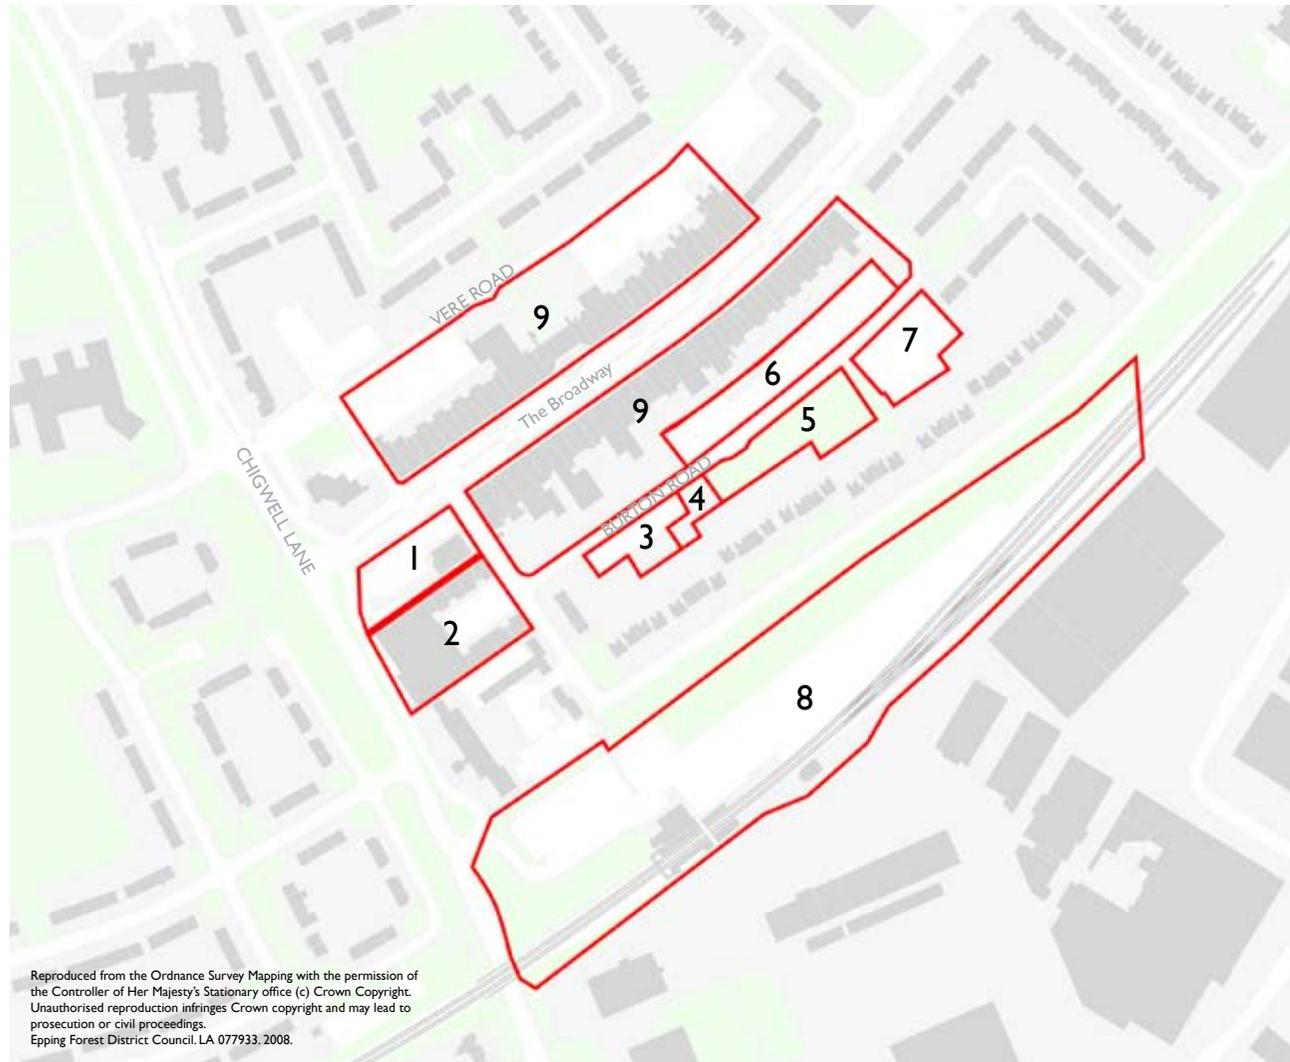 VERE ROAD
9
The Broadway
9
7
6
5
CHIGWELL LANE
BURTON ROAD
4
3
1
2
8
Reproduced from the Ordnance Survey Mapping with the permission of
the Controller of Her Majesty's Stationary office (c) Crown Copyright.
Unauthorised reproduction infringes Crown copyright and may lead to
prosecution or civil proceedings.
Epping Forest District Council. LA 077933. 2008.